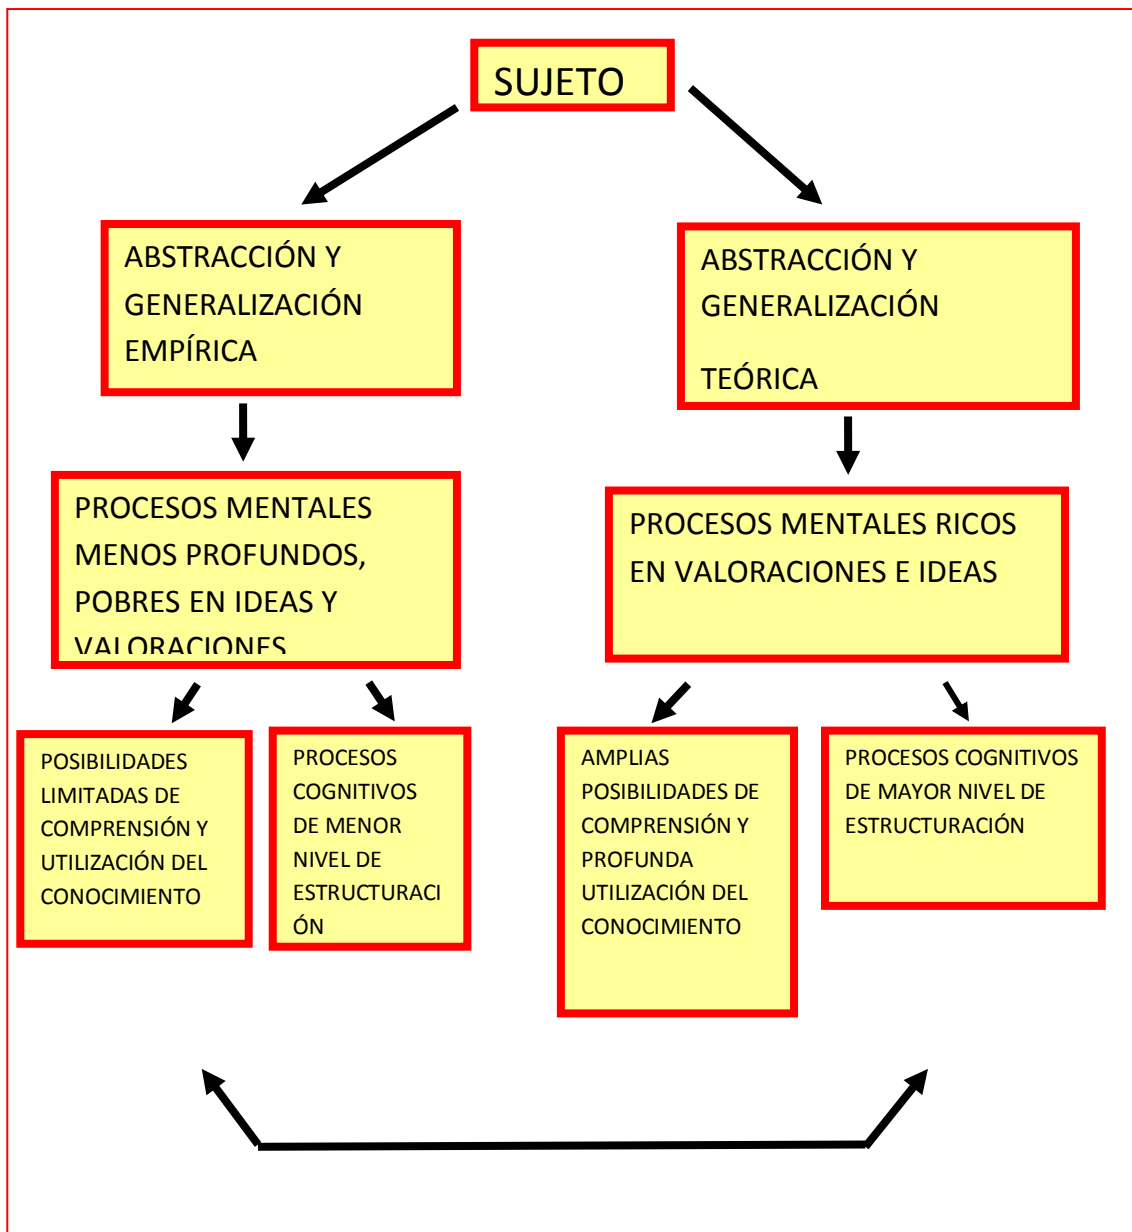 SUJETO
ABSTRACCIÓN Y
GENERALIZACIÓN
EMPÍRICA
ABSTRACCIÓN Y
GENERALIZACIÓN
TEÓRICA
PROCESOS MENTALES
MENOS PROFUNDOS,
POBRES EN IDEAS Y
VALORACIONES
PROCESOS MENTALES RICOS
EN VALORACIONES E IDEAS
POSIBILIDADES
LIMITADAS DE
COMPRENSIÓN Y
UTILIZACIÓN DEL
CONOCIMIENTO
PROCESOS
COGNITIVOS
DE MENOR
NIVEL DE
ESTRUCTURACI
ÓN
AMPLIAS
POSIBILIDADES DE
COMPRENSIÓN Y
PROFUNDA
UTILIZACIÓN DEL
CONOCIMIENTO
PROCESOS COGNITIVOS
DE MAYOR NIVEL DE
ESTRUCTURACIÓN